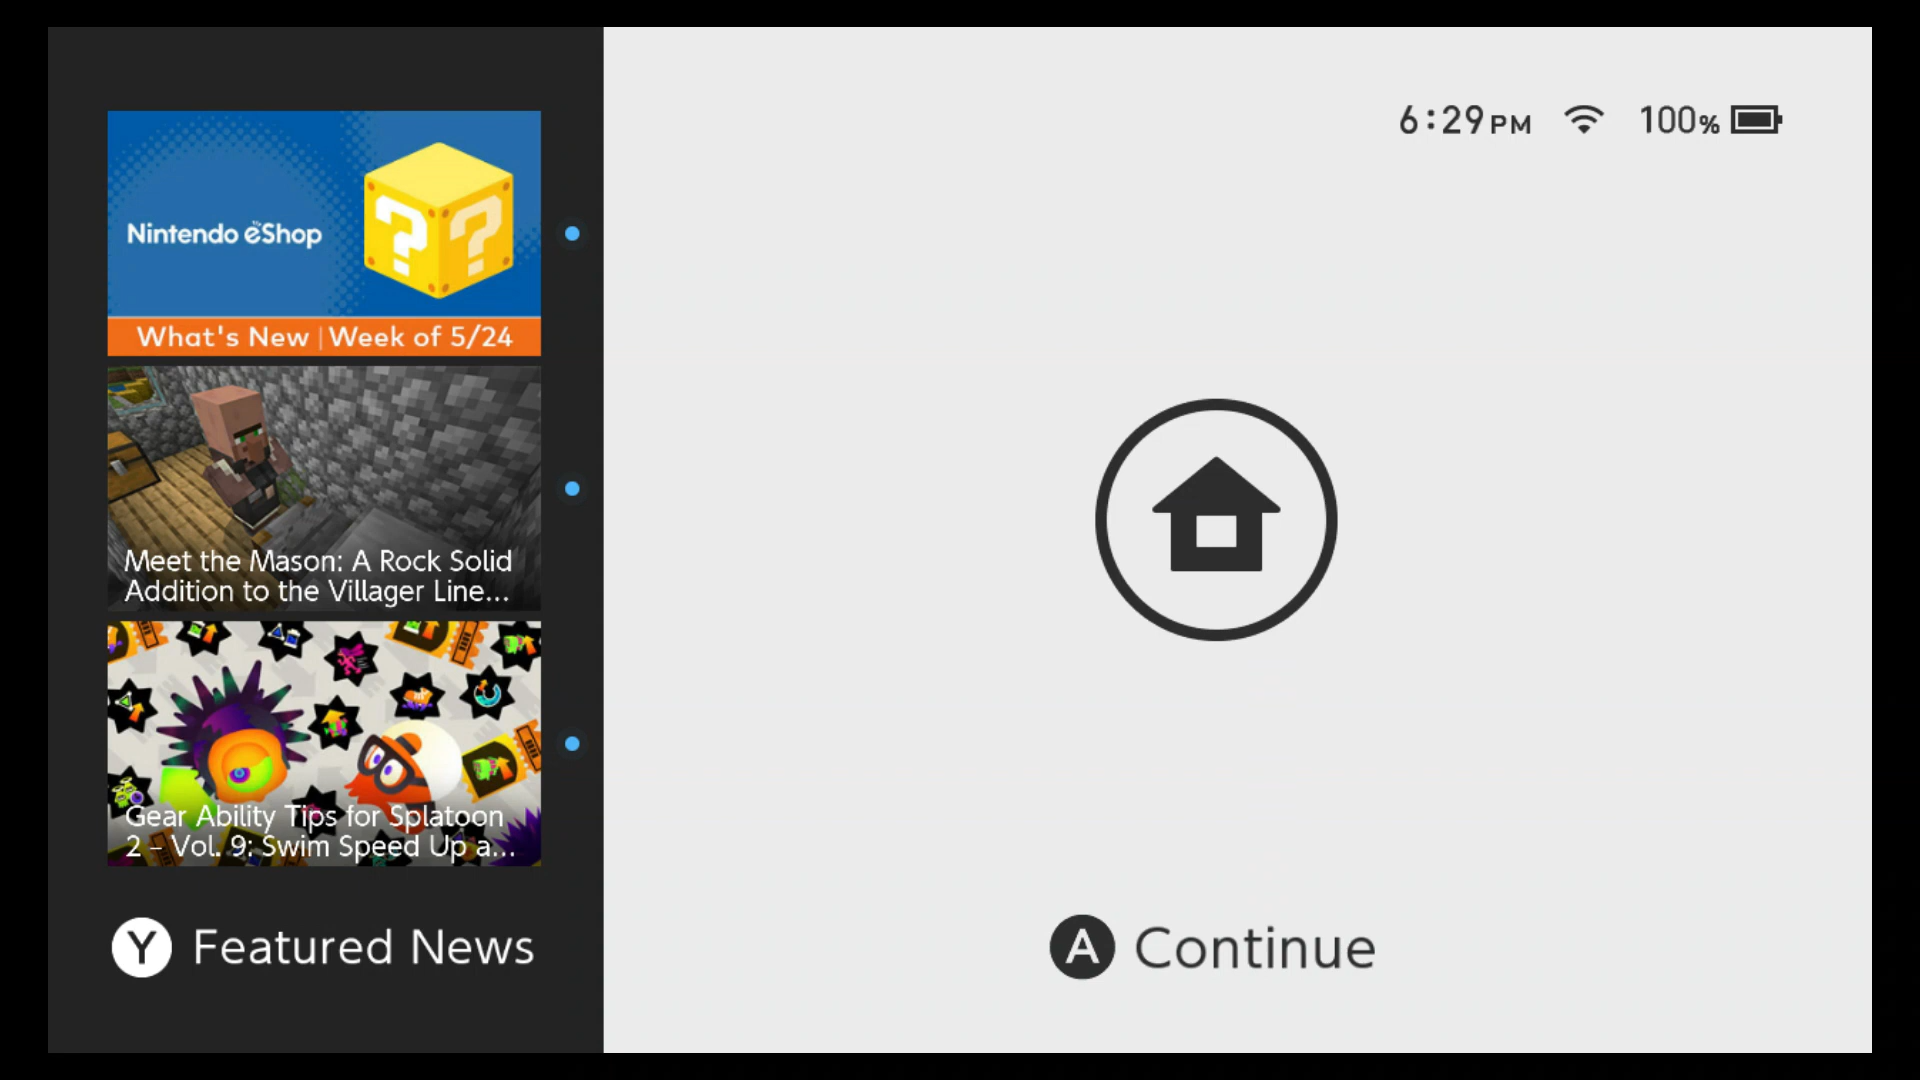 6:29 PM 100%
Nintendo eShop
What's New | Week of 5/24
Meet the Mason: A Rock Solid
Addition to the Villager Line...
Gear Ability Tips for Splatoon
2 – Vol. 9: Swim Speed Up a...
Y Featured News
A Continue